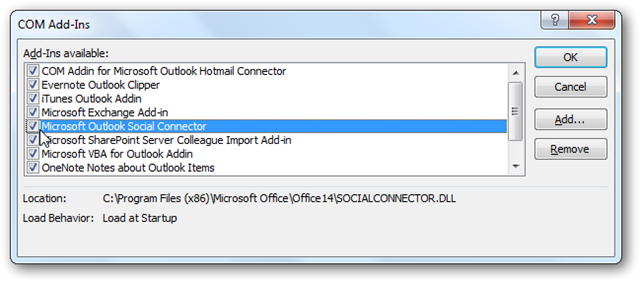 COM Add-Ins
Add-Ins available:
COM Addin for Microsoft Outlook Hotmail Connector
Evernote Outlook Clipper
iTunes Outlook Addin
Microsoft Exchange Add-in
Microsoft Outlook Social Connector
Microsoft SharePoint Server Colleague Import Add-in
Microsoft VBA for Outlook Addin
OneNote Notes about Outlook Items
OK
Cancel
Add...
Remove
Location: C:\Program Files (x86)\Microsoft Office\Office14\SOCIALCONNECTOR.DLL
Load Behavior: Load at Startup